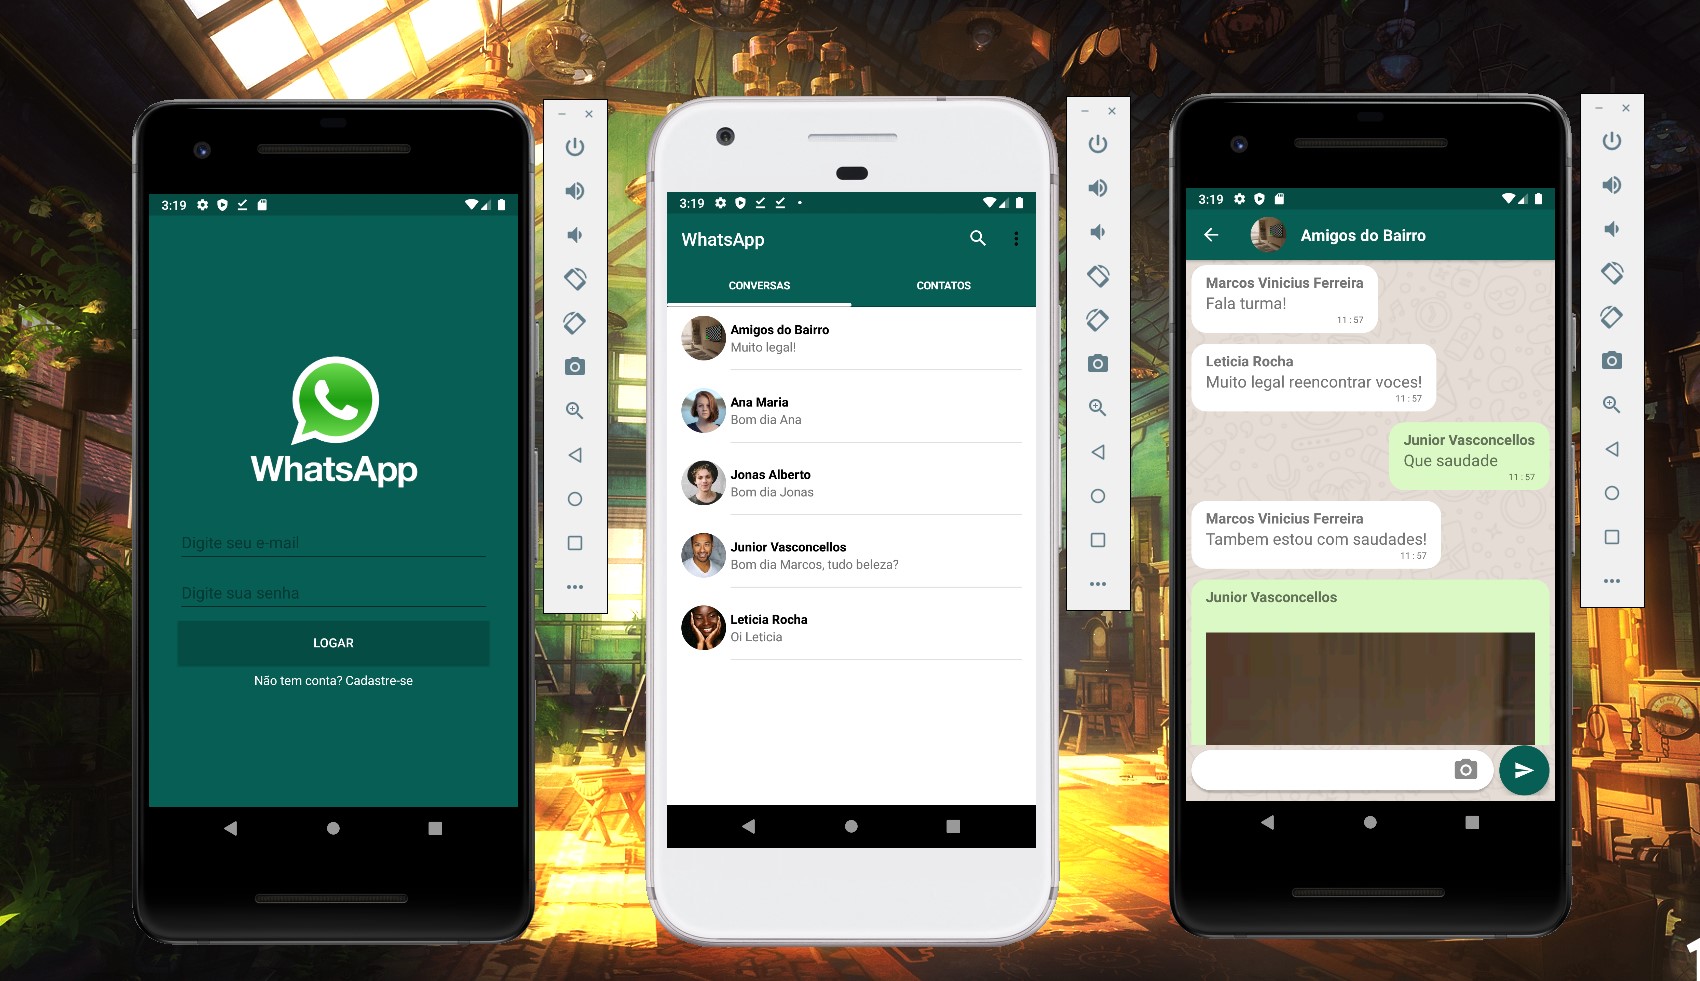 3:19
WhatsApp
Digite seu e-mail
Digite sua senha
LOGAR
Não tem conta? Cadastre-se
3:19
WhatsApp
CONVERSAS CONTATOS
Amigos do Bairro
Muito legal!
Ana Maria
Bom dia Ana
Jonas Alberto
Bom dia Jonas
Junior Vasconcellos
Bom dia Marcos, tudo beleza?
Leticia Rocha
Oi Leticia
3:19
Amigos do Bairro
Marcos Vinicius Ferreira
Fala turma!
11:57
Leticia Rocha
Muito legal reencontrar voces!
11:57
Junior Vasconcellos
Que saudade
11:57
Marcos Vinicius Ferreira
Tambem estou com saudades!
11:57
Junior Vasconcellos